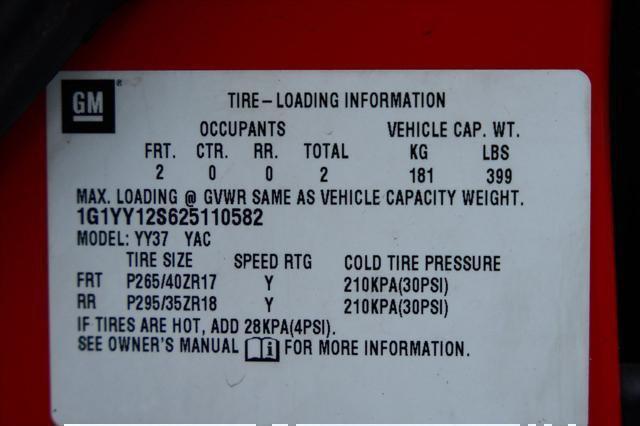 GM®
TIRE-LOADING INFORMATION
OCCUPANTS VEHICLE CAP. WT.
FRT. CTR. RR. TOTAL KG LBS
2 0 0 2 181 399
MAX. LOADING @ GVWR SAME AS VEHICLE CAPACITY WEIGHT.
1G1YY12S625110582
MODEL: YY37 YAC
TIRE SIZE SPEED RTG COLD TIRE PRESSURE
FRT P265/40ZR17 Y 210KPA(30PSI)
RR P295/35ZR18 Y 210KPA(30PSI)
IF TIRES ARE HOT, ADD 28KPA(4PSI).
SEE OWNER'S MANUAL i FOR MORE INFORMATION.